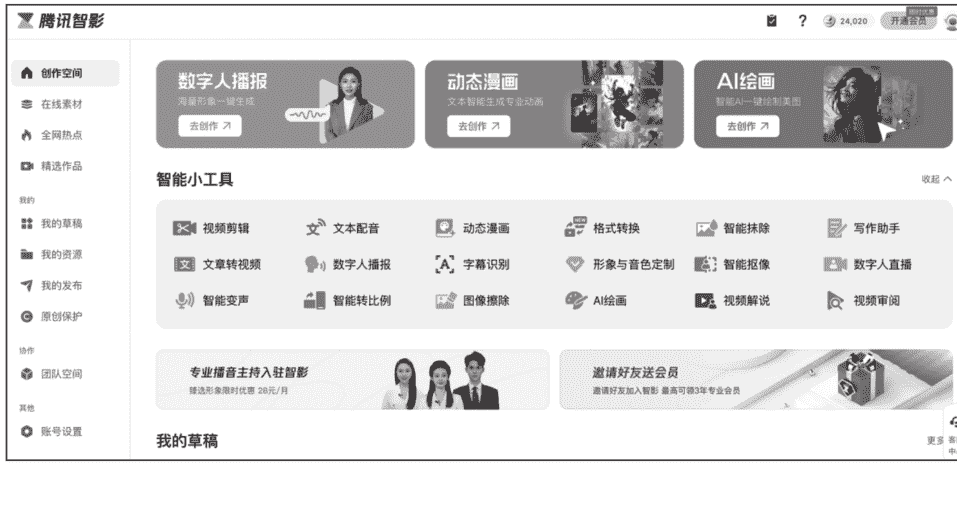 腾讯智影
24,020
限时优惠
开通会员
创作空间
在线素材
全网热点
精选作品
我的
我的草稿
我的资源
我的发布
原创保护
协作
团队空间
其他
账号设置
数字人播报
海量形象一键生成
去创作
动态漫画
文本智能生成专业动画
去创作
AI绘画
智能AI一键绘制美图
去创作
智能小工具
收起
视频剪辑
文本配音
动态漫画
NEW
格式转换
智能抹除
写作助手
文章转视频
数字人播报
字幕识别
形象与音色定制
智能抠像
数字人直播
智能变声
智能转比例
图像擦除
AI绘画
视频解说
视频审阅
专业播音主持入驻智影
臻选形象限时优惠 28元/月
邀请好友送会员
邀请好友加入智影 最高可领3年专业会员
我的草稿
更多